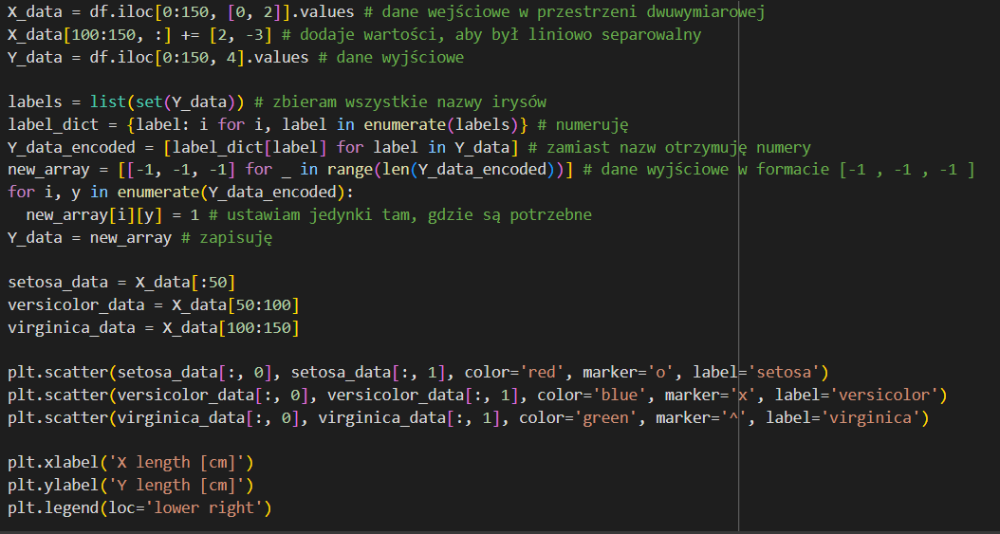 X_data = df.iloc[0:150, [0, 2]].values # dane wejściowe w przestrzeni dwuwymiarowej
X_data[100:150, :] += [2, -3] # dodaje wartości, aby był liniowo separowalny
Y_data = df.iloc[0:150, 4].values # dane wyjściowe

labels = list(set(Y_data)) # zbieram wszystkie nazwy irysów
label_dict = {label: i for i, label in enumerate(labels)} # numeruję
Y_data_encoded = [label_dict[label] for label in Y_data] # zamiast nazw otrzymuję numery
new_array = [[-1, -1, -1] for _ in range(len(Y_data_encoded))] # dane wyjściowe w formacie [-1 , -1 , -1 ]
for i, y in enumerate(Y_data_encoded):
  new_array[i][y] = 1 # ustawiam jedynki tam, gdzie są potrzebne
Y_data = new_array # zapisuję

setosa_data = X_data[:50]
versicolor_data = X_data[50:100]
virginica_data = X_data[100:150]

plt.scatter(setosa_data[:, 0], setosa_data[:, 1], color='red', marker='o', label='setosa')
plt.scatter(versicolor_data[:, 0], versicolor_data[:, 1], color='blue', marker='x', label='versicolor')
plt.scatter(virginica_data[:, 0], virginica_data[:, 1], color='green', marker='^', label='virginica')

plt.xlabel('X length [cm]')
plt.ylabel('Y length [cm]')
plt.legend(loc='lower right')